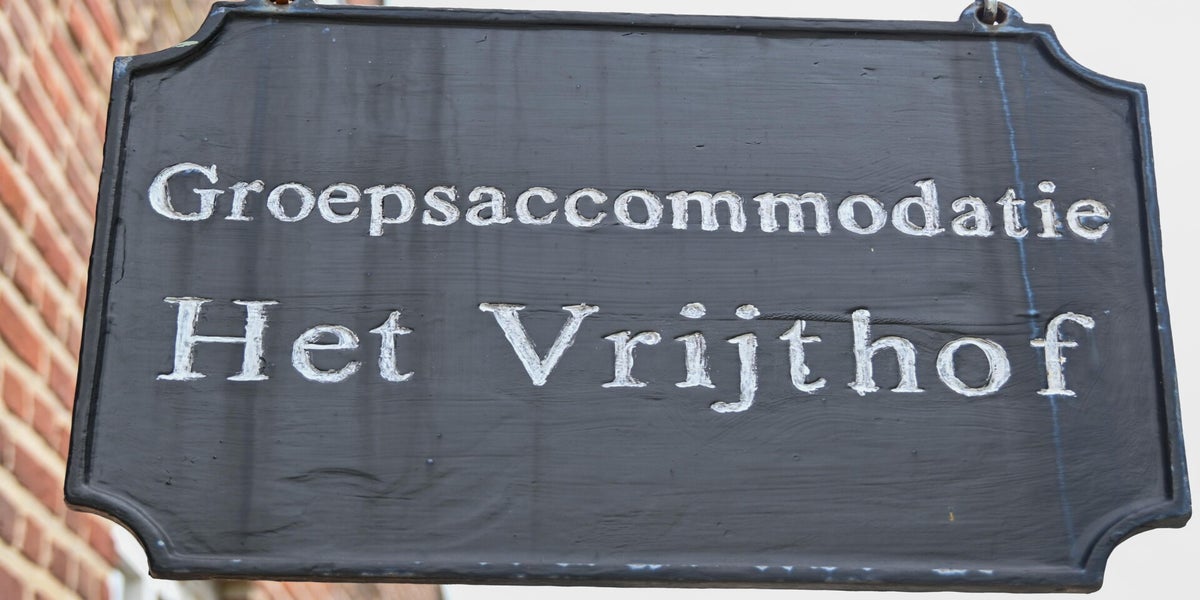 Groepsaccommodatie
Het Vrijthof